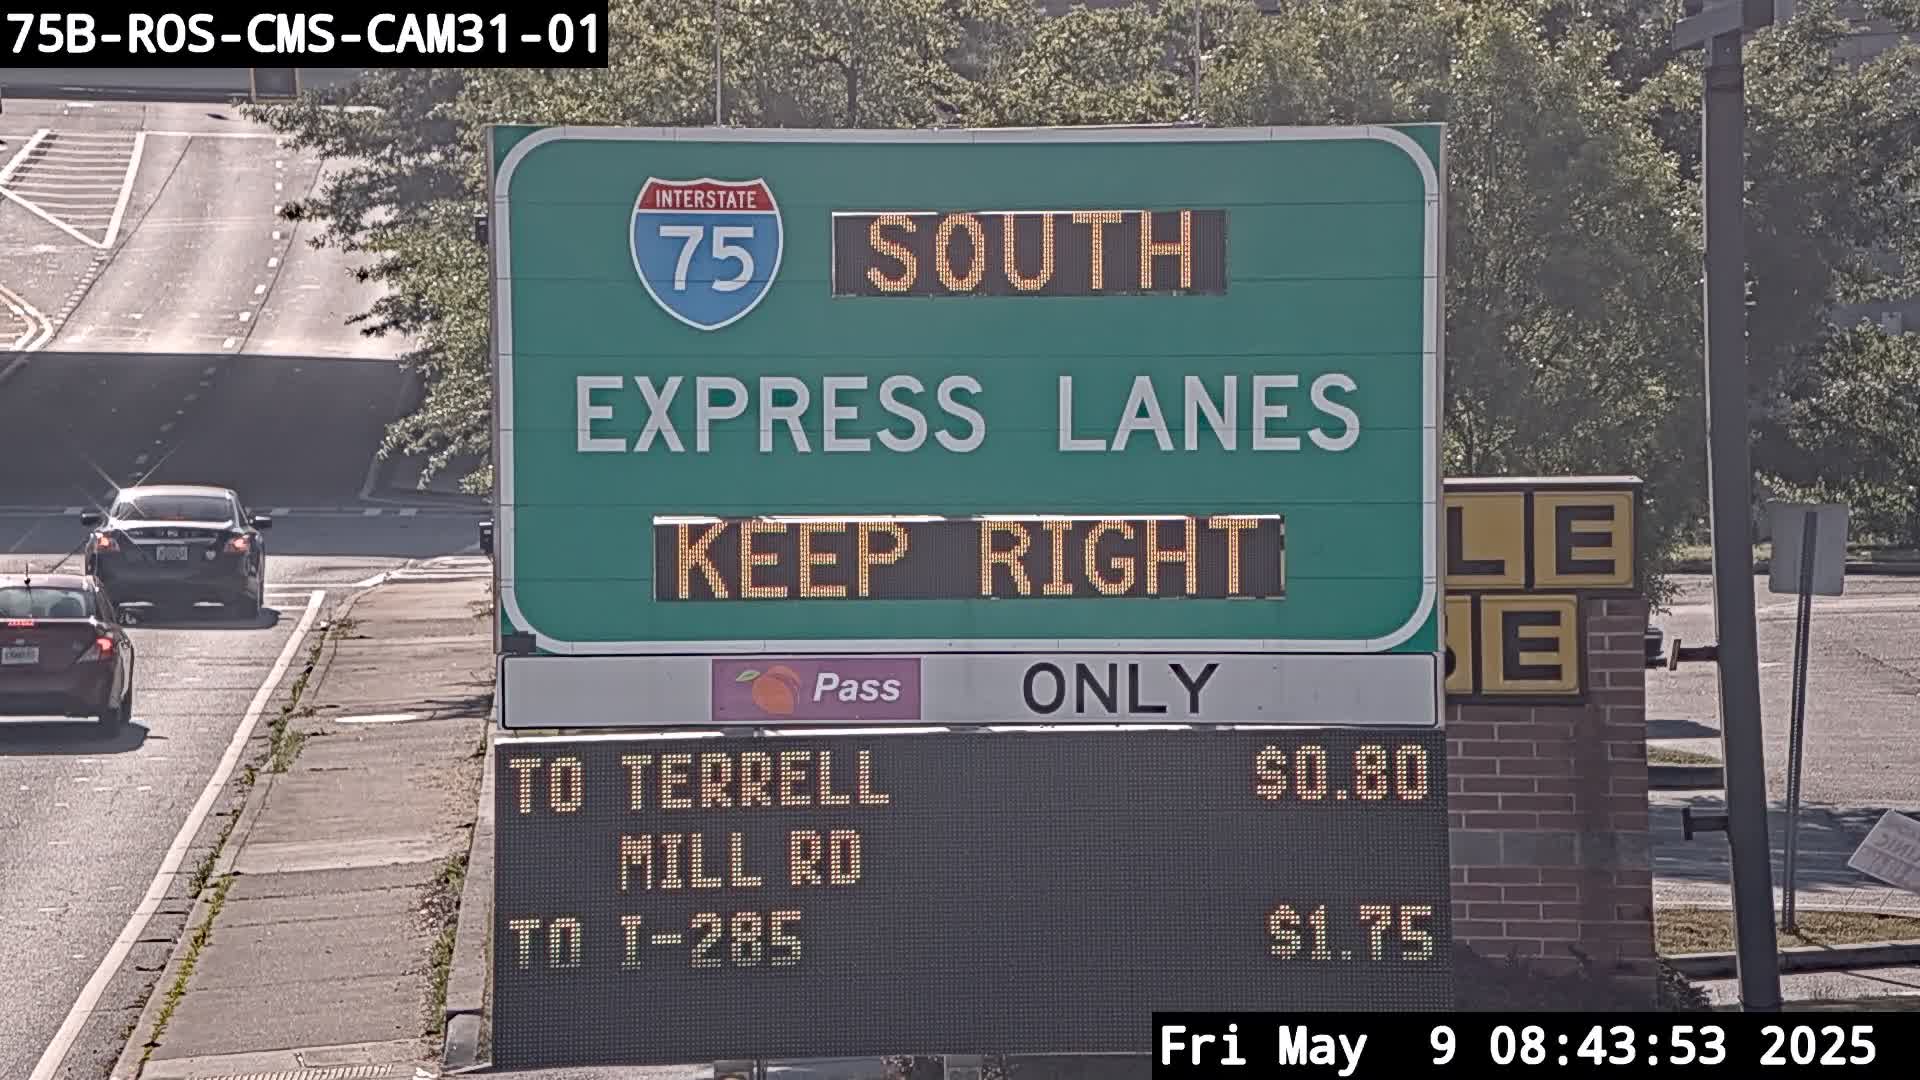 75B-ROS-CMS-CAM31-01
INTERSTATE
75
SOUTH
EXPRESS LANES
KEEP RIGHT
Pass ONLY
TO TERRELL $0.80
MILL RD
TO I-285 $1.75
LE
E
Fri May 9 08:43:53 2025